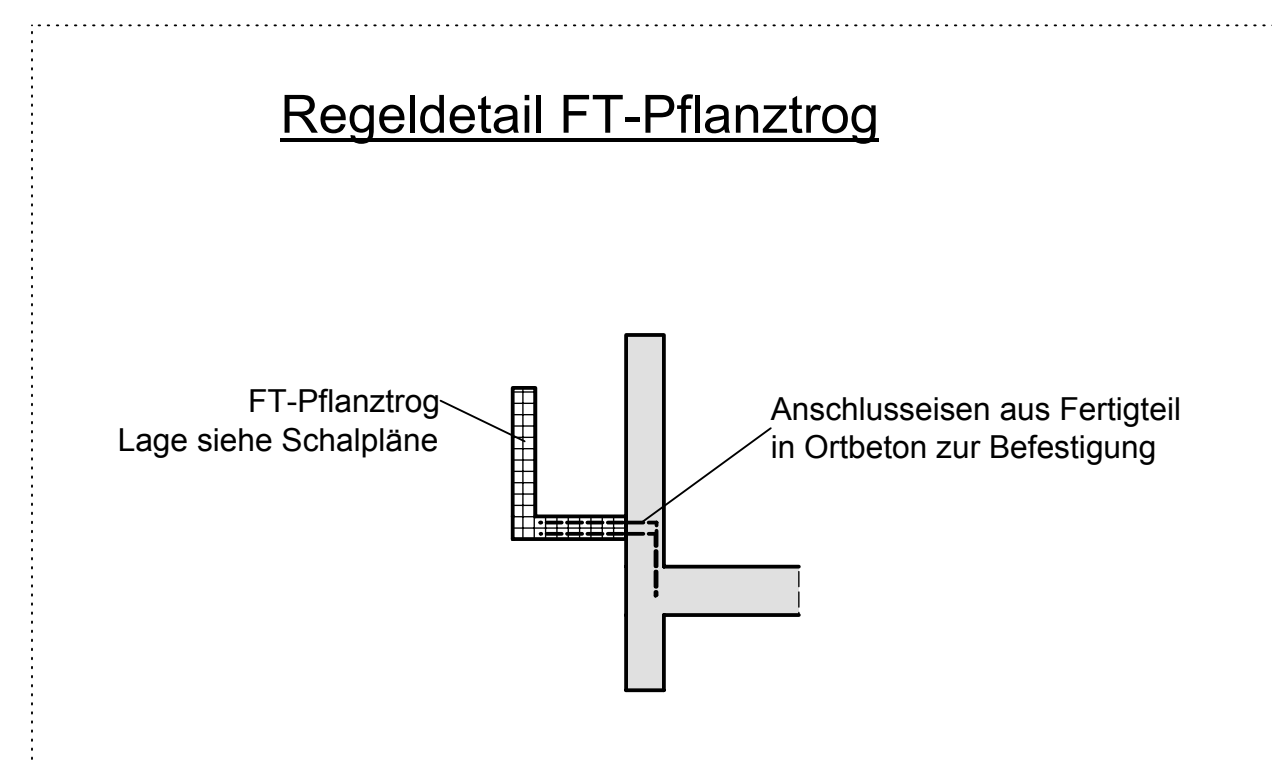 Regeldetail FT-Pflanztrog
FT-Pflanztrog
Lage siehe Schalpläne
Anschlusseisen aus Fertigteil
in Ortbeton zur Befestigung